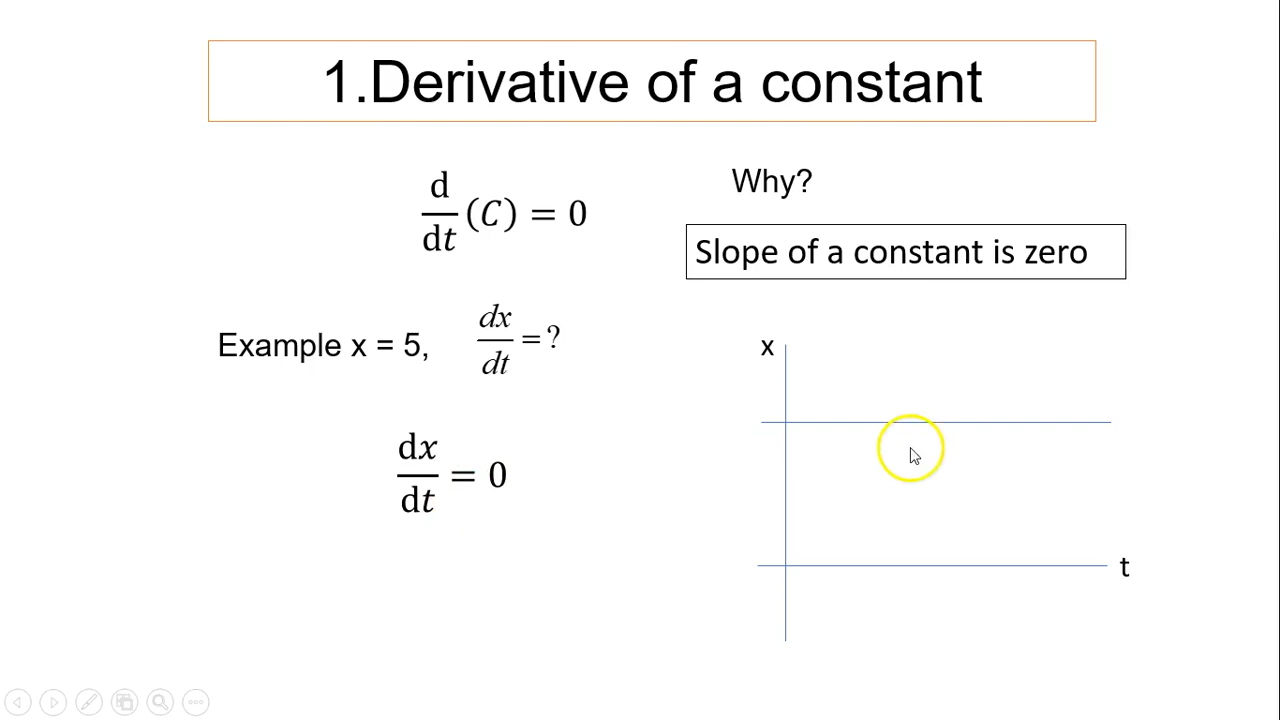 1.Derivative of a constant
d/dt (C) = 0
Why?
Slope of a constant is zero
Example x = 5, dx/dt = ?
dx/dt = 0
x
t